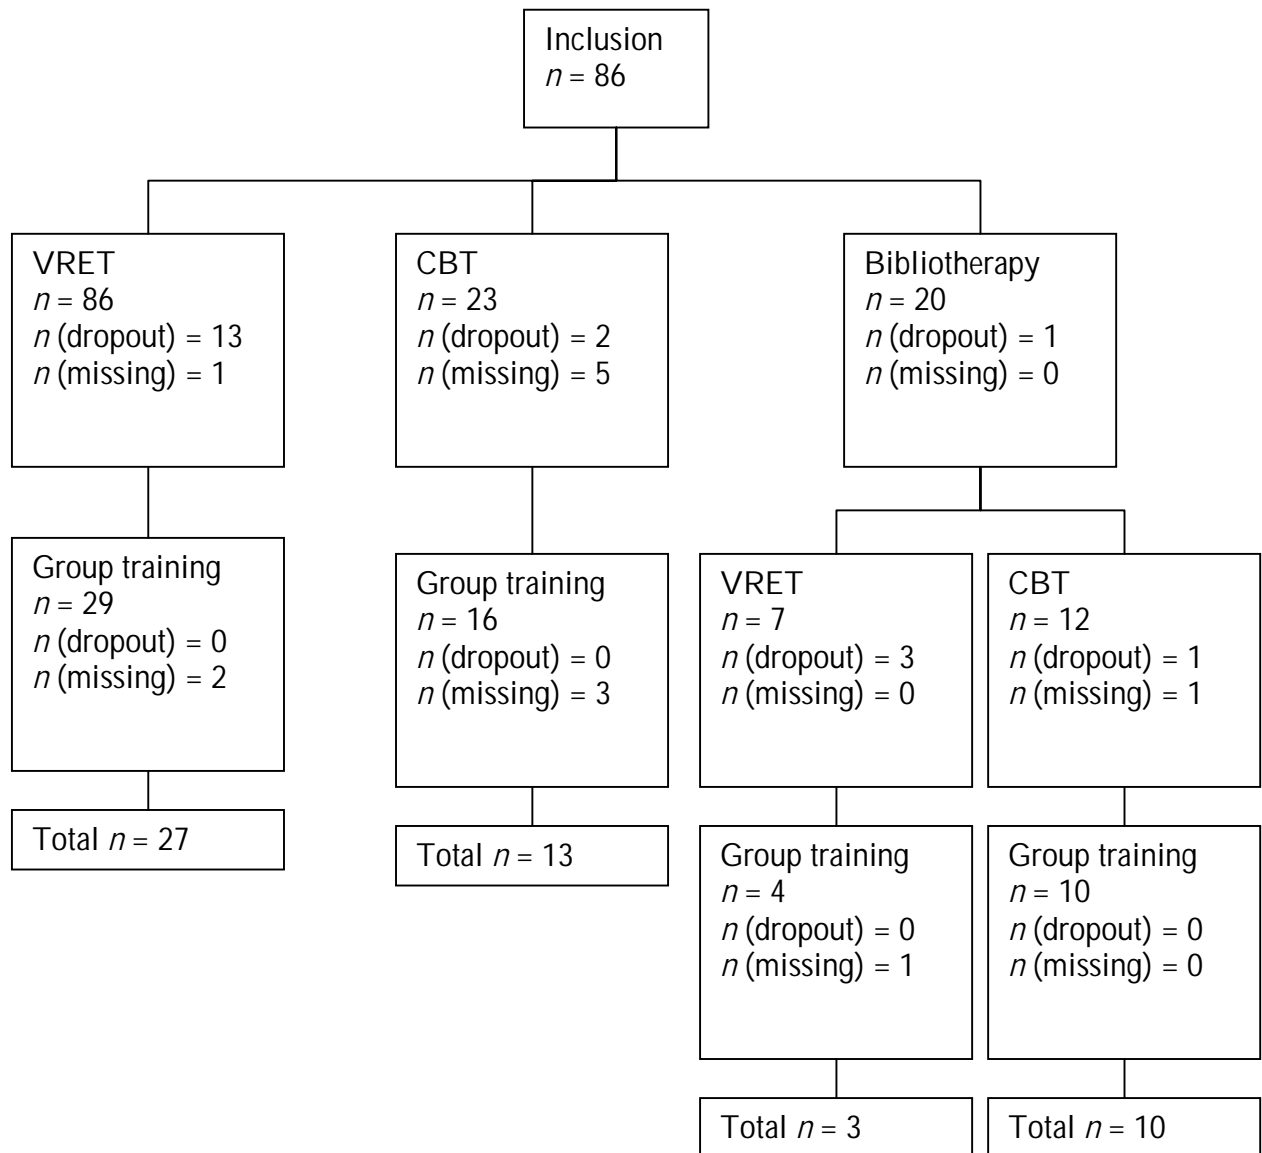 Inclusion
n = 86
VRET
n = 86
n (dropout) = 13
n (missing) = 1
CBT
n = 23
n (dropout) = 2
n (missing) = 5
Bibliotherapy
n = 20
n (dropout) = 1
n (missing) = 0
Group training
n = 29
n (dropout) = 0
n (missing) = 2
Group training
n = 16
n (dropout) = 0
n (missing) = 3
VRET
n = 7
n (dropout) = 3
n (missing) = 0
CBT
n = 12
n (dropout) = 1
n (missing) = 1
Total n = 27
Total n = 13
Group training
n = 4
n (dropout) = 0
n (missing) = 1
Group training
n = 10
n (dropout) = 0
n (missing) = 0
Total n = 3
Total n = 10